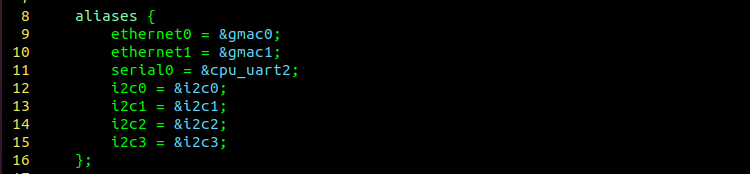 8 aliases {
9 ethernet0 = &gmac0;
10 ethernet1 = &gmac1;
11 serial0 = &cpu_uart2;
12 i2c0 = &i2c0;
13 i2c1 = &i2c1;
14 i2c2 = &i2c2;
15 i2c3 = &i2c3;
16 };